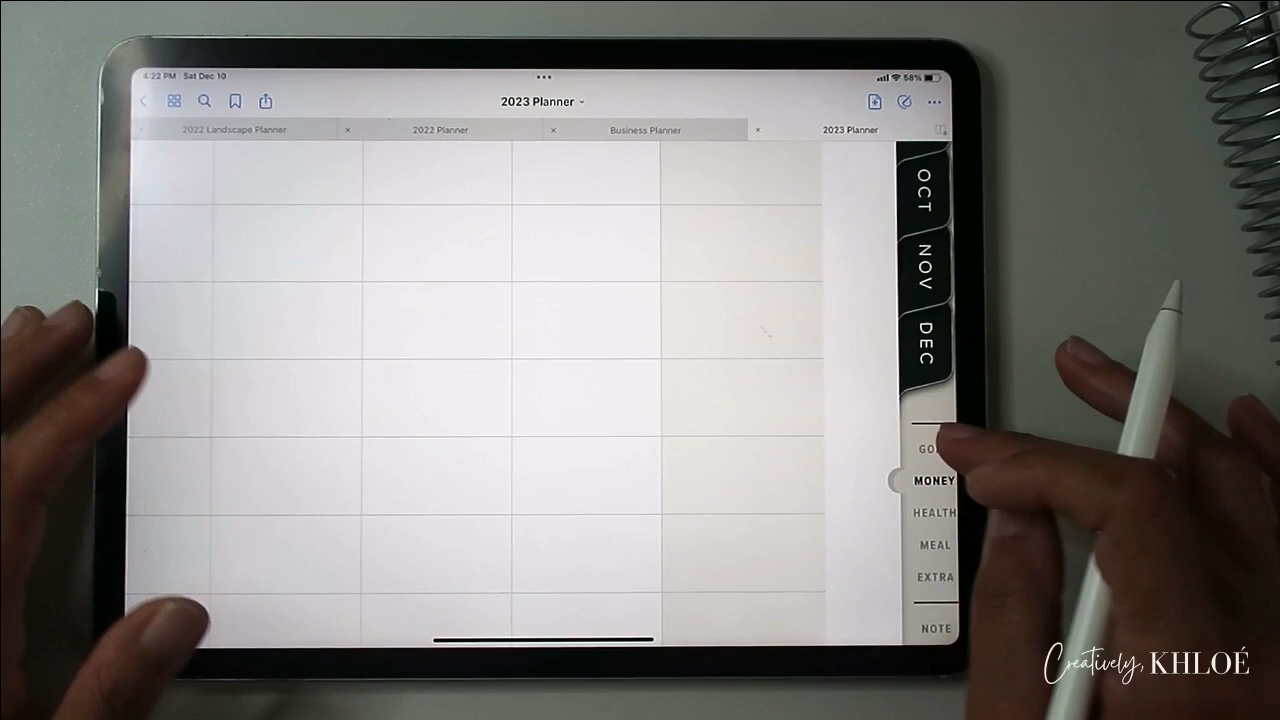 4:22 PM Sat Dec 10
58%
2023 Planner
2022 Landscape Planner
2022 Planner
Business Planner
2023 Planner
OCT
NOV
DEC
MONEY
HEALTH
MEAL
EXTRA
NOTE
Creatively, KHLOÉ